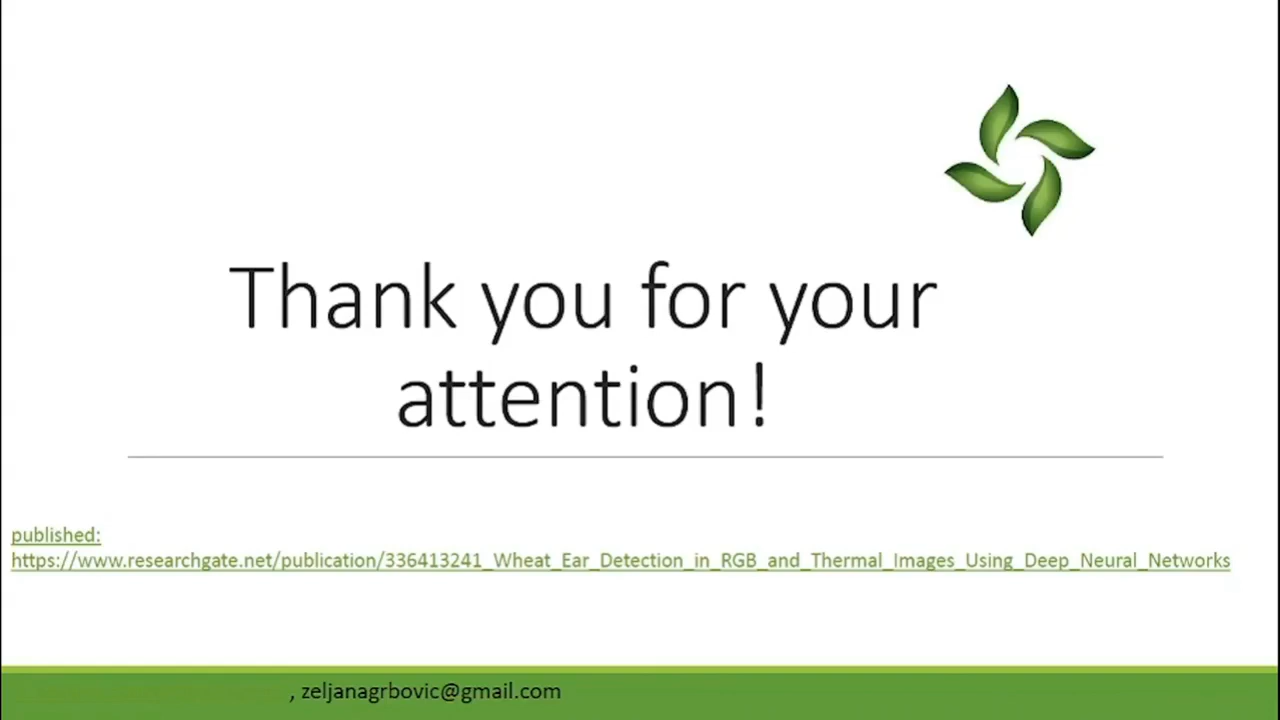 Thank you for your
attention!
published:
https://www.researchgate.net/publication/336413241_Wheat_Ear_Detection_in_RGB_and_Thermal_Images_Using_Deep_Neural_Networks
, zeljanagrbovic@gmail.com